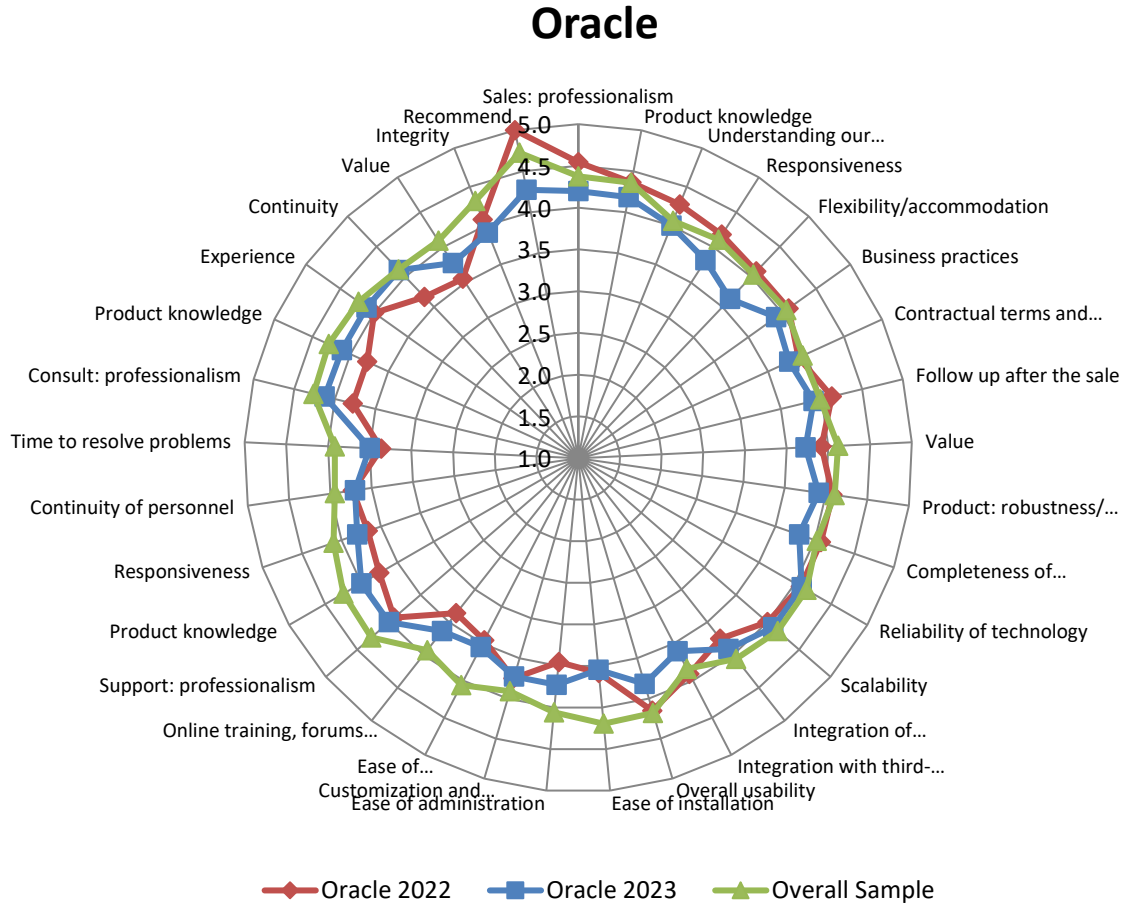 Oracle
Sales: professionalism
Product knowledge
Understanding our...
Responsiveness
Flexibility/accommodation
Business practices
Contractual terms and...
Follow up after the sale
Value
Product: robustness/...
Completeness of...
Reliability of technology
Scalability
Integration of...
Integration with third-...
Overall usability
Ease of installation
Ease of administration
Customization and...
Ease of...
Online training, forums...
Support: professionalism
Product knowledge
Responsiveness
Continuity of personnel
Time to resolve problems
Consult: professionalism
Product knowledge
Experience
Continuity
Value
Integrity
Recommend
5.0
4.5
4.0
3.5
3.0
2.5
2.0
1.5
1.0
Oracle 2022
Oracle 2023
Overall Sample